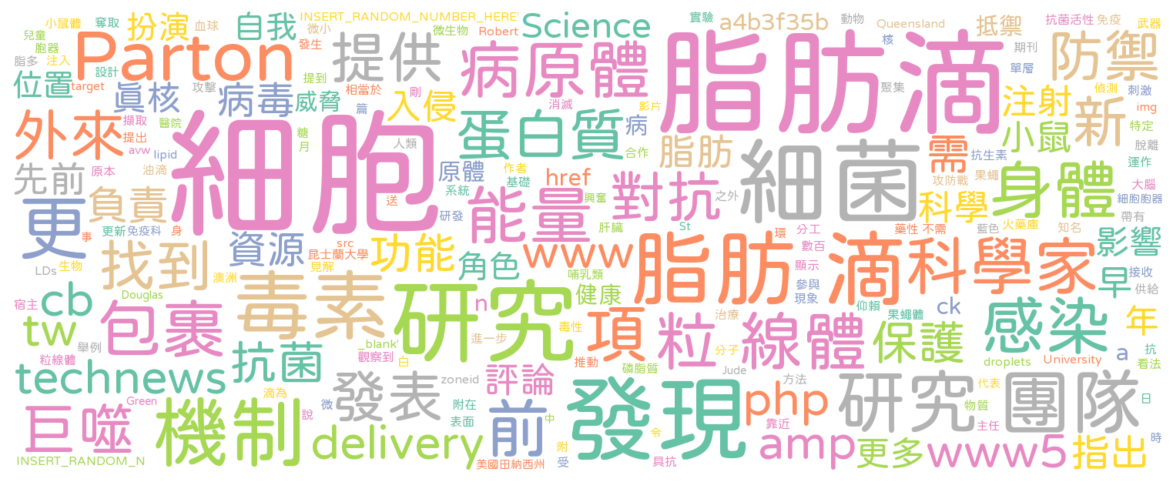 小鼠體 奪取 扮演 血球 自我 INSERT_RANDOM_NUMBER_HERE' 微生物 Robert Science 實驗 a4b3f35b 動物 Queensland 抵禦 抗菌活性 免疫 武器
兒童 胞器 脂多 注入 Parton 發生 微小 提供 病原體 脂肪滴 核 期刊 防禦
位置 設計 target 眞核 攻擊 病毒 提到 相當於 威脅 剛 篇 入侵 消滅 影片 單層 聚集 注射 偵測 刺激 img
外來 擷取 提出 醫院 avw lipid 細胞 糖 月 人類 原體 蛋白質 病 合作 脂肪 細菌 需 小鼠 新 特定 脫離
先前 原本 油滴 更 負責 系統 作者 基礎 href 興奮 對抗 之外 抗生素 果蠅 攻防戰 科學 身體 運作 大腦 細胞胞器
更新 免疫科 事 身 送 研發 能量 肝臟 St 環 分工 數百 藥性 不需 藍色 火藥庫 帶有 知名
找到 資源 src 昆士蘭大學 見解 功能 角色 www 哺乳類 脂肪滴 顯示 參與 現象 科學家 影響
LDs 生物 澳洲 毒素 n 健康 仰賴 早 接收 供給
宿主 cb Douglas 研究 毒性 項 治療 果蠅體 ck 感染 年
tw 包裹 粒線體 舉例 _blank' 觀察到 白 進一步 粒線體 分子 保護 a 抗 看法
technews 抗菌 滴為 發表 zoneid 評論 推動 磷脂質 Jude 方法 droplets University 代表
巨噬 Green 機制 說 微 附在 表面 前 發現 php 靠近 研究團隊 物質 日
INSERT_RANDOM_N delivery 中 美國田納西州 附 受 令 具抗 amp 更多 主任 www5 指出 時